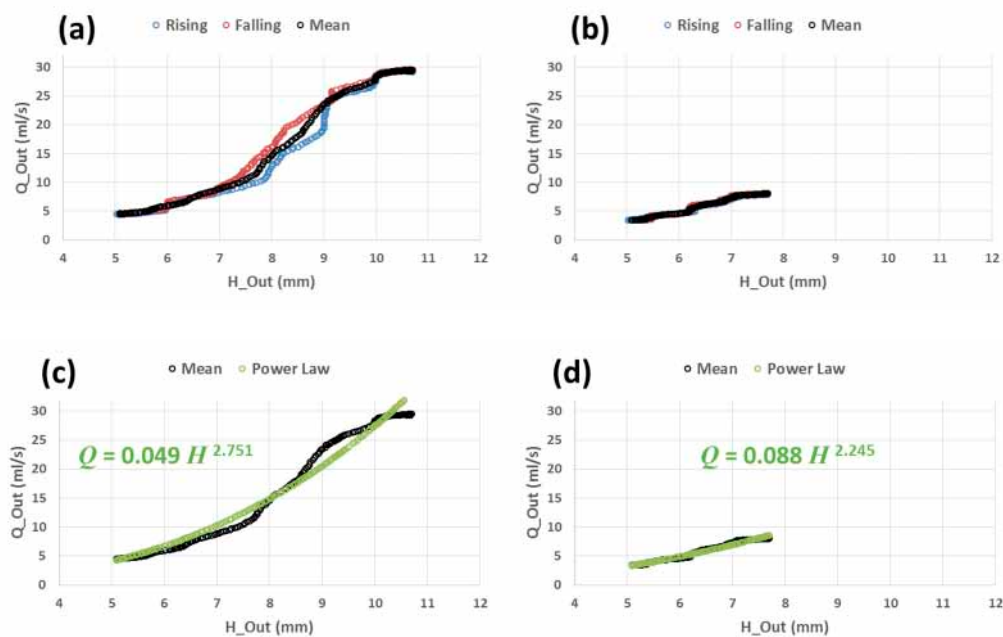 (a)
Rising Falling Mean
30
25
20
15
10
5
0
Q_Out (ml/s)
4 5 6 7 8 9 10 11 12
H_Out (mm)
(b)
Rising Falling Mean
30
25
20
15
10
5
0
Q_Out (ml/s)
4 5 6 7 8 9 10 11 12
H_Out (mm)
(c)
Mean Power Law
30
25
20
15
10
5
0
Q_Out (ml/s)
Q = 0.049 H 2.751
4 5 6 7 8 9 10 11 12
H_Out (mm)
(d)
Mean Power Law
30
25
20
15
10
5
0
Q_Out (ml/s)
Q = 0.088 H 2.245
4 5 6 7 8 9 10 11 12
H_Out (mm)